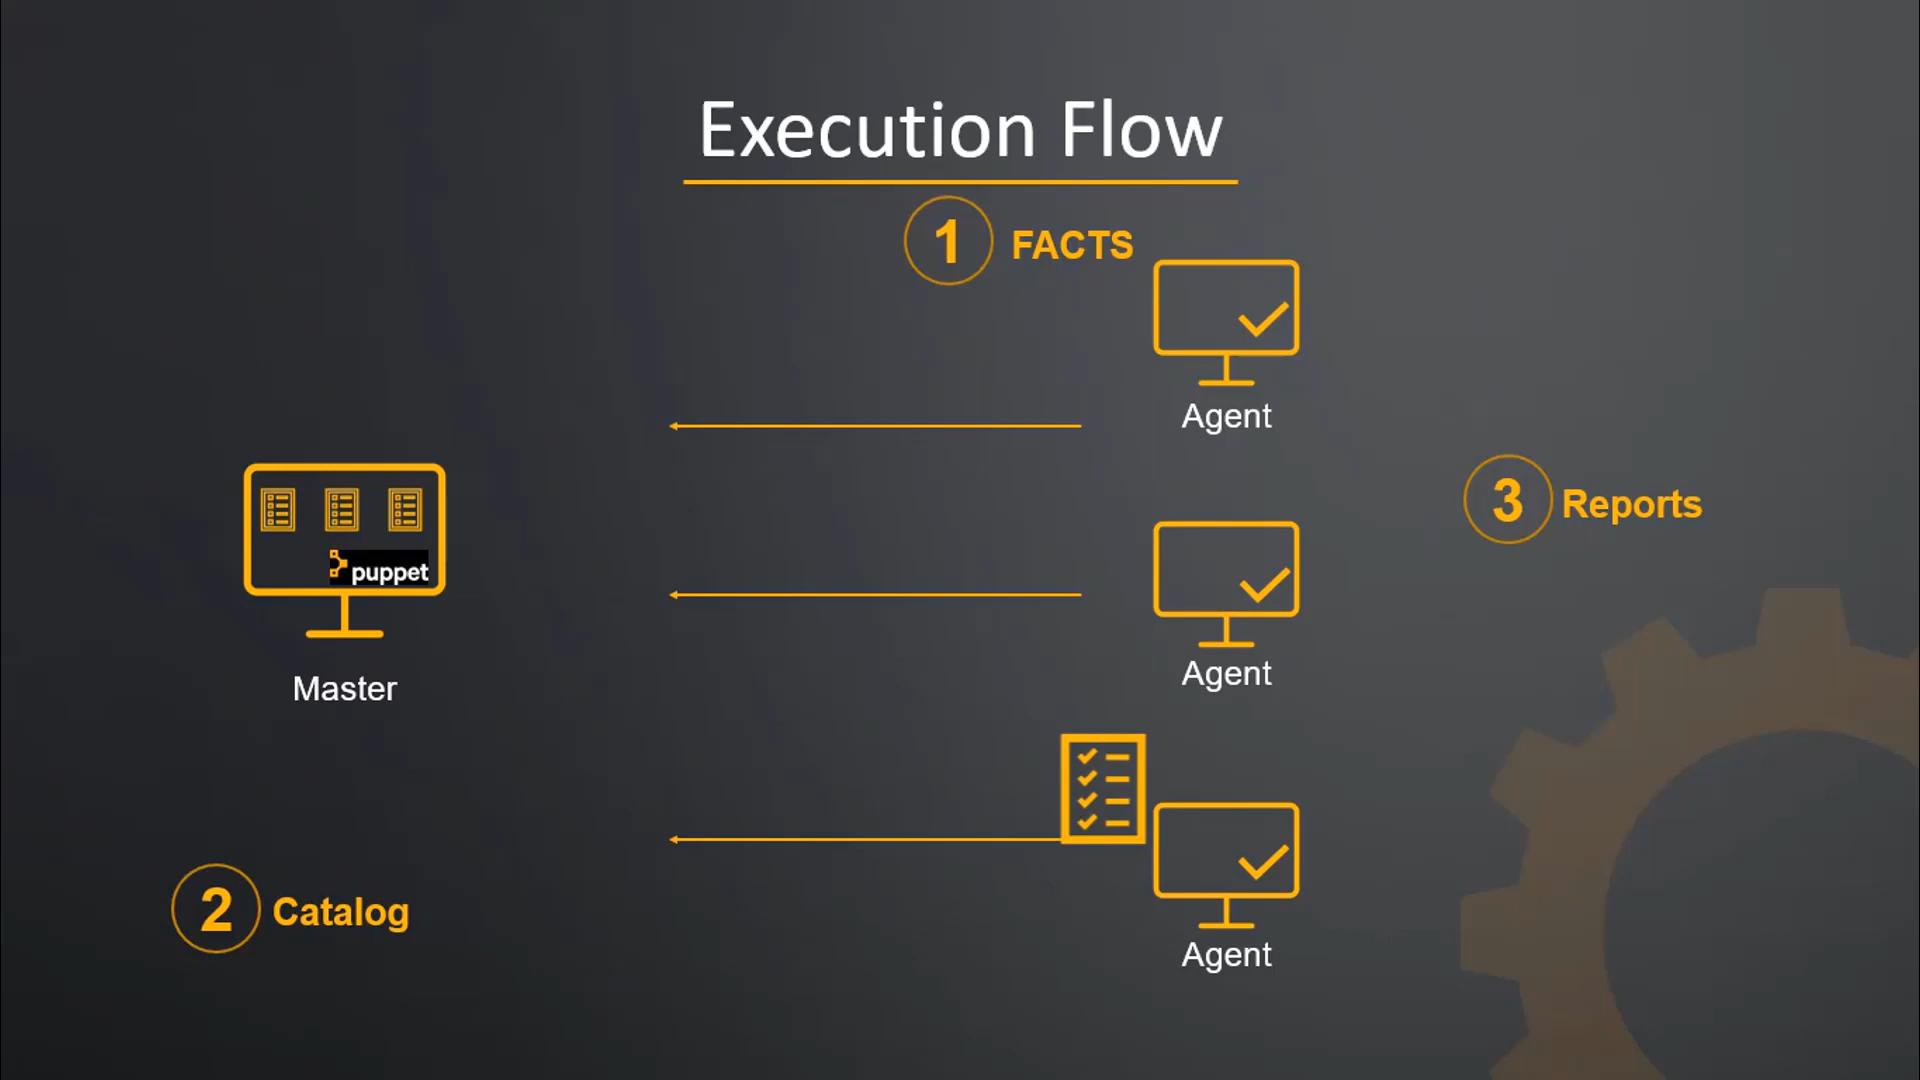 Execution Flow
1 FACTS
Agent
3 Reports
puppet
Agent
Master
2 Catalog
Agent